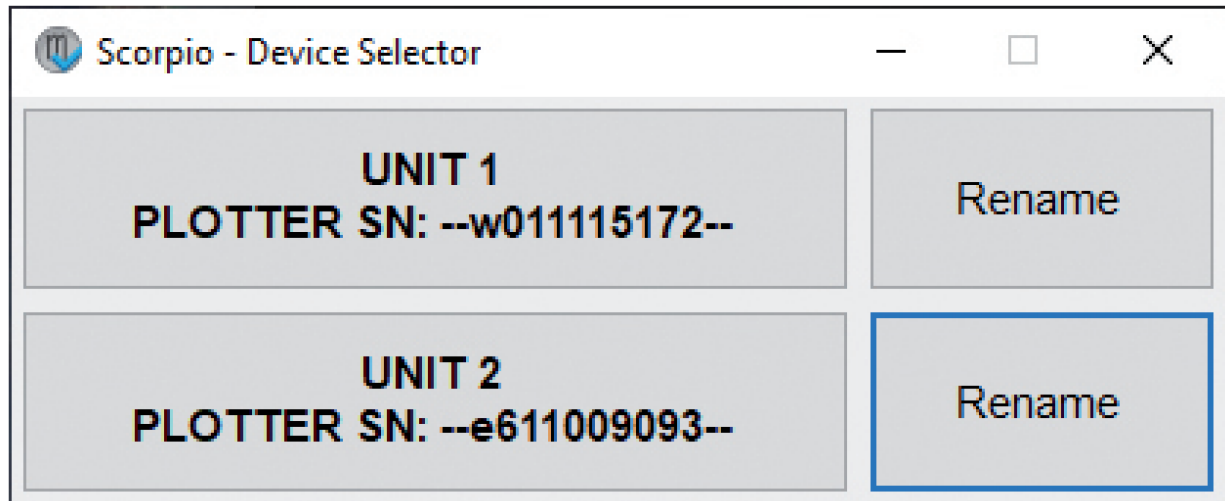 Scorpio - Device Selector
UNIT 1
PLOTTER SN: --w011115172--
Rename
UNIT 2
PLOTTER SN: --e611009093--
Rename